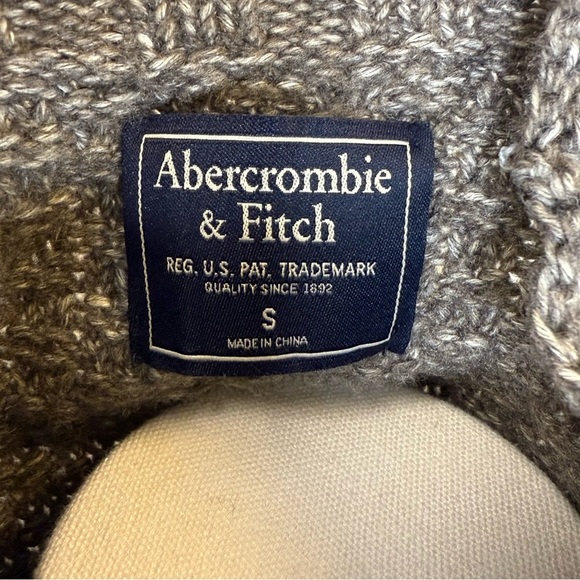 Abercrombie
& Fitch
REG. U.S. PAT. TRADEMARK
QUALITY SINCE 1892
S
MADE IN CHINA